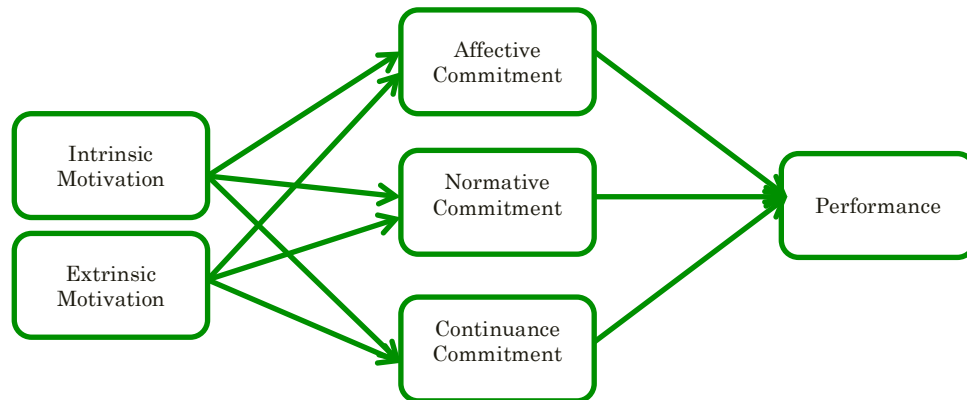 Intrinsic
Motivation
Extrinsic
Motivation
Affective
Commitment
Normative
Commitment
Continuance
Commitment
Performance